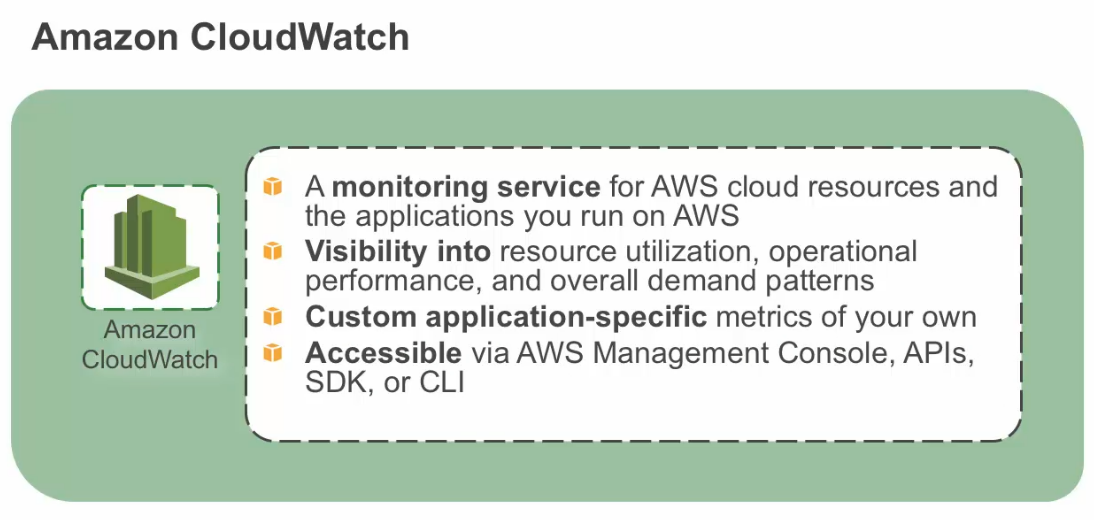 Amazon CloudWatch
Amazon
CloudWatch
A monitoring service for AWS cloud resources and
the applications you run on AWS
Visibility into resource utilization, operational
performance, and overall demand patterns
Custom application-specific metrics of your own
Accessible via AWS Management Console, APIs,
SDK, or CLI